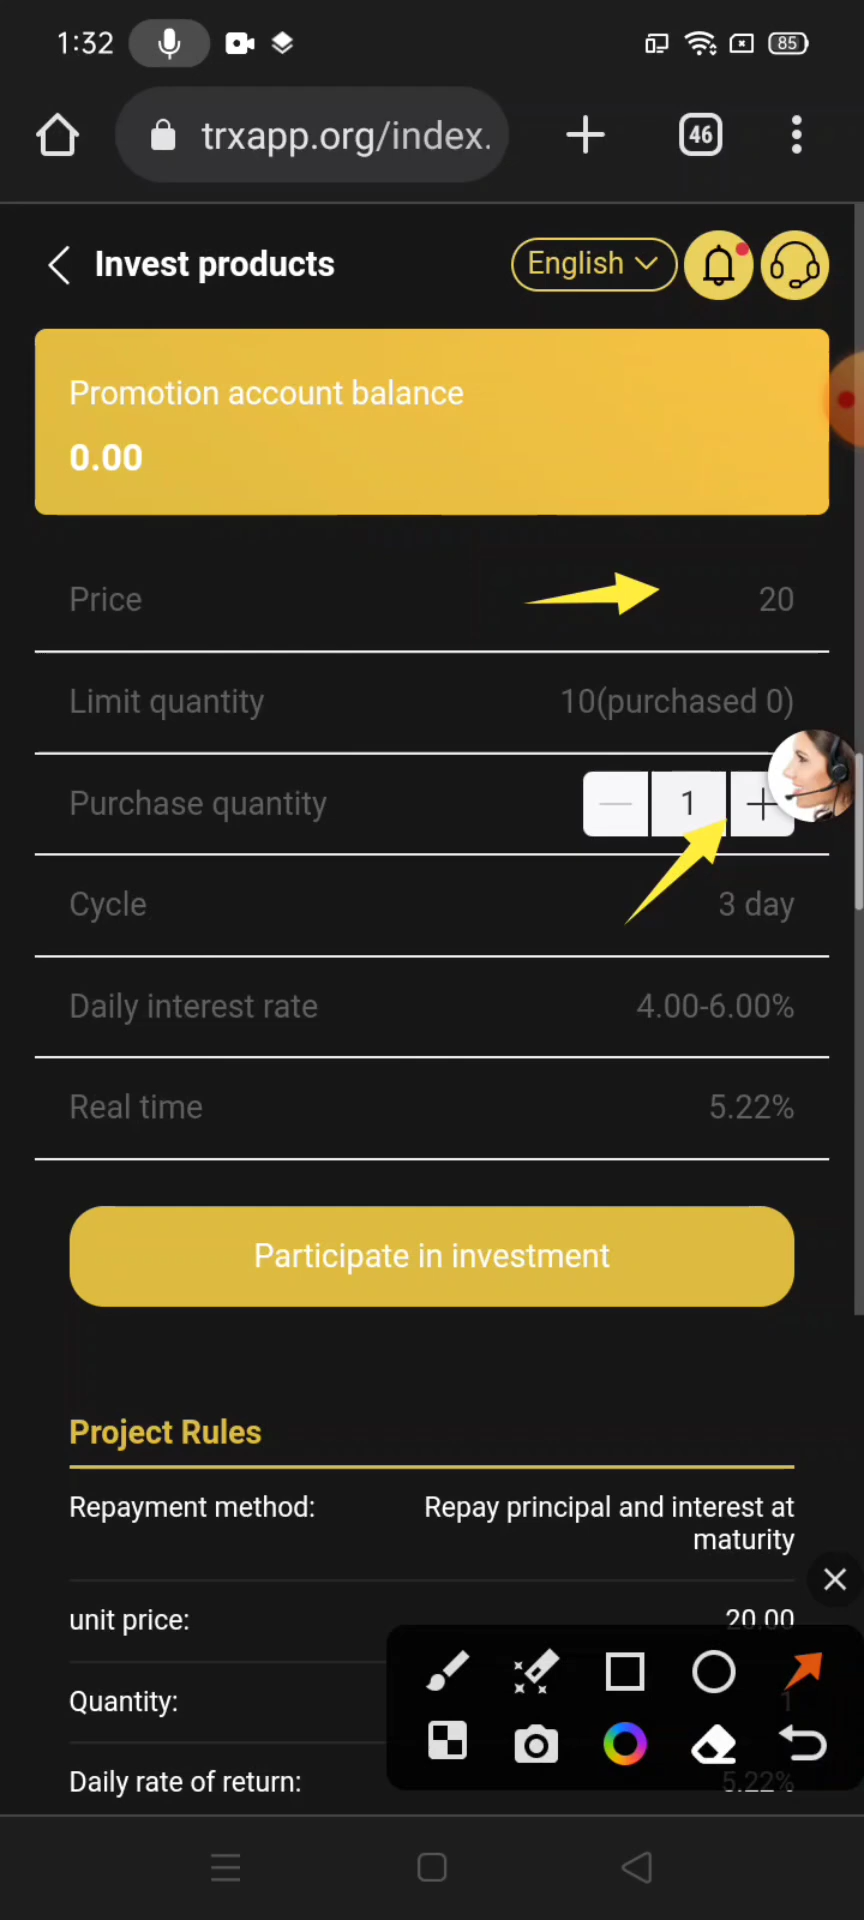 1:32
85
trxapp.org/index.
46
Invest products
English
Promotion account balance
0.00
Price 20
Limit quantity 10(purchased 0)
Purchase quantity 1
Cycle 3 day
Daily interest rate 4.00-6.00%
Real time 5.22%
Participate in investment
Project Rules
Repayment method: Repay principal and interest at
maturity
unit price: 20.00
Quantity: 1
Daily rate of return: 5.22%